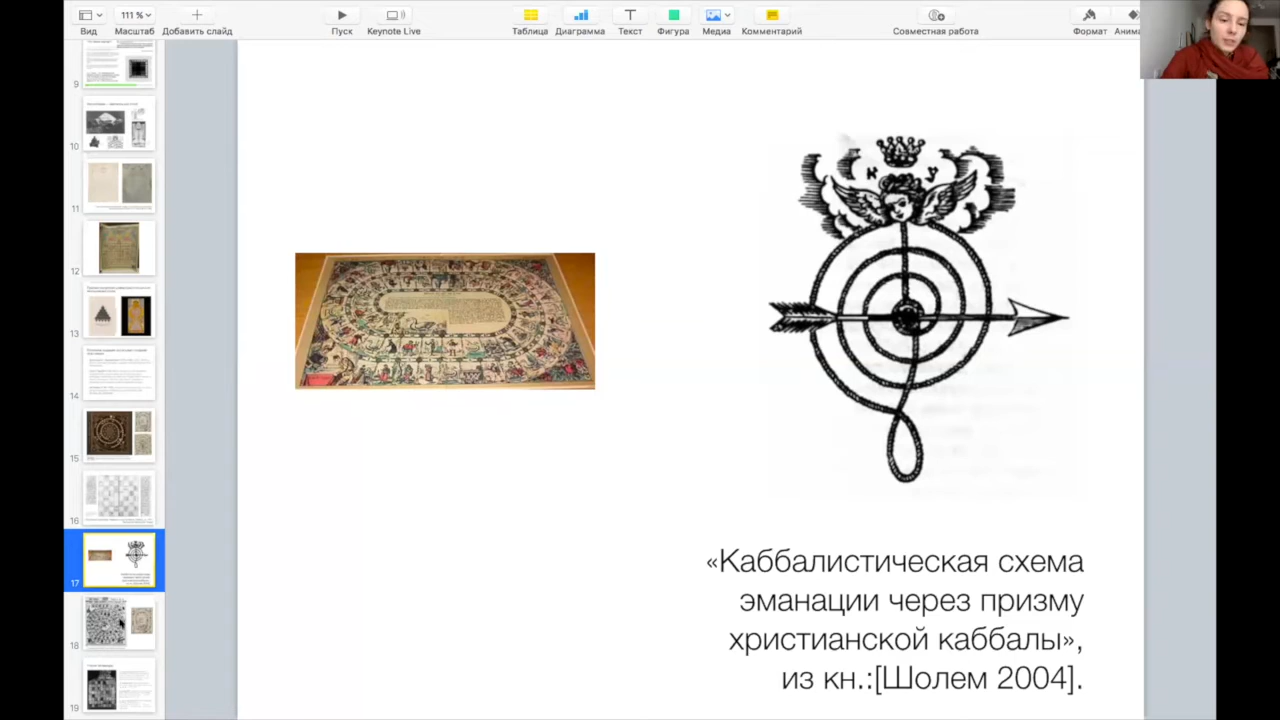 111 %
Вид
Масштаб
Добавить слайд
Пуск
Keynote Live
Таблица
Диаграмма
Текст
Фигура
Медиа
Комментарий
Совместная работа
Формат
Анима
9
10
11
12
13
14
15
16
17
18
19
К У
«Каббалистическая схема
эманации через призму
христианской каббалы»,
из кн.:[Шолем 2004].